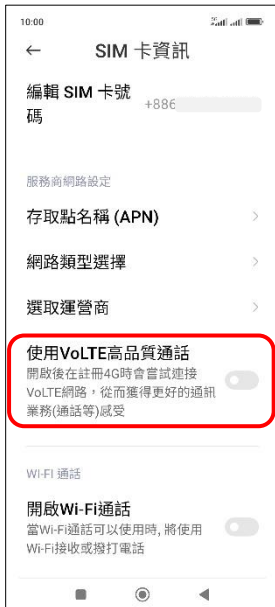 10:00
SIM 卡資訊
編輯 SIM 卡號
碼
+886
服務商網路設定
存取點名稱 (APN)
網路類型選擇
選取運營商
使用VoLTE高品質通話
開啟後在註冊4G時會嘗試連接
VoLTE網路，從而獲得更好的通訊
業務(通話等)感受
WI-FI 通話
開啟Wi-Fi通話
當Wi-Fi通話可以使用時, 將使用
Wi-Fi接收或撥打電話